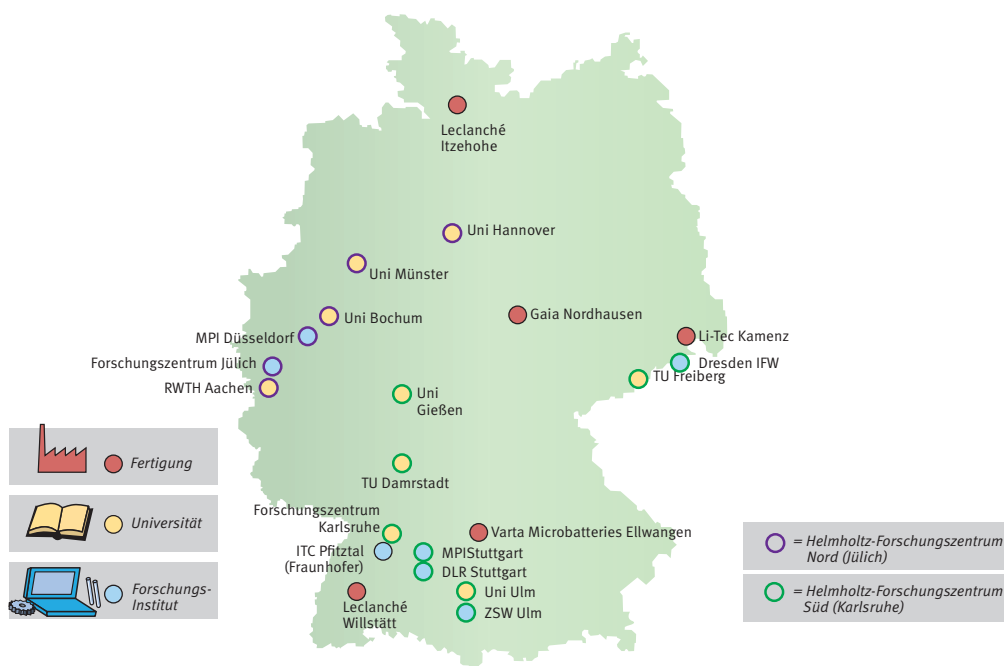 Leclanché
Itzehohe
Uni Hannover
Uni Münster
Uni Bochum
Gaia Nordhausen
MPI Düsseldorf
Li-Tec Kamenz
Forschungszentrum Jülich
Dresden IFW
RWTH Aachen
TU Freiberg
Uni
Gießen
Fertigung
TU Damrstadt
Universität
Forschungszentrum
Karlsruhe
Varta Microbatteries Ellwangen
ITC Pfitztal
(Fraunhofer)
MPIStuttgart
DLR Stuttgart
Forschungs-
Institut
Leclanché
Willstätt
Uni Ulm
ZSW Ulm
= Helmholtz-Forschungszentrum
Nord (Jülich)
= Helmholtz-Forschungszentrum
Süd (Karlsruhe)